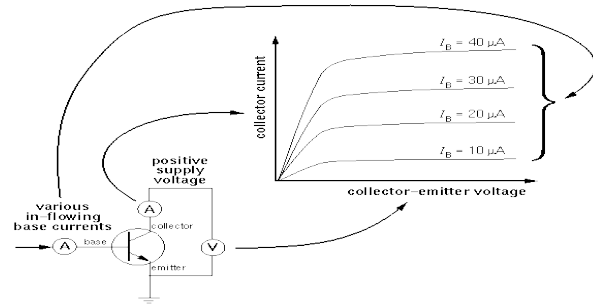 I_B = 40 µA
I_B = 30 µA
I_B = 20 µA
I_B = 10 µA
collector current
collector–emitter voltage
positive
supply
voltage
various
in–flowing
base currents
A
collector
A
base
V
emitter